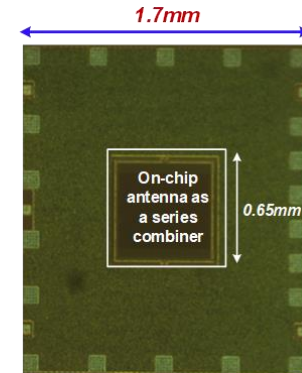 1.7mm
On-chip
antenna as
a series
combiner
0.65mm